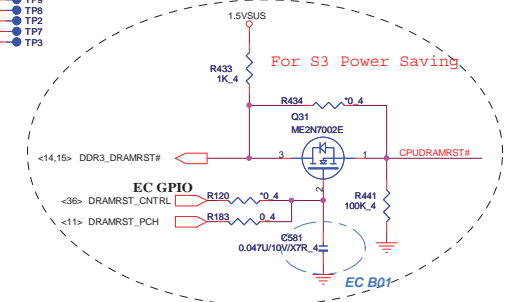 TP9
TP8
TP2
TP7
TP3
1.5VSUS
R433
1K_4
For S3 Power Saving
R434 *0_4
Q31
ME2N7002E
<14,15> DDR3_DRAMRST#
3
1
CPUDRAMRST#
2
EC GPIO
<36> DRAMRST_CNTRL
R120 *0_4
<11> DRAMRST_PCH
R183 0_4
R441
100K_4
C581
0.047U/10V/X7R_4
EC B01